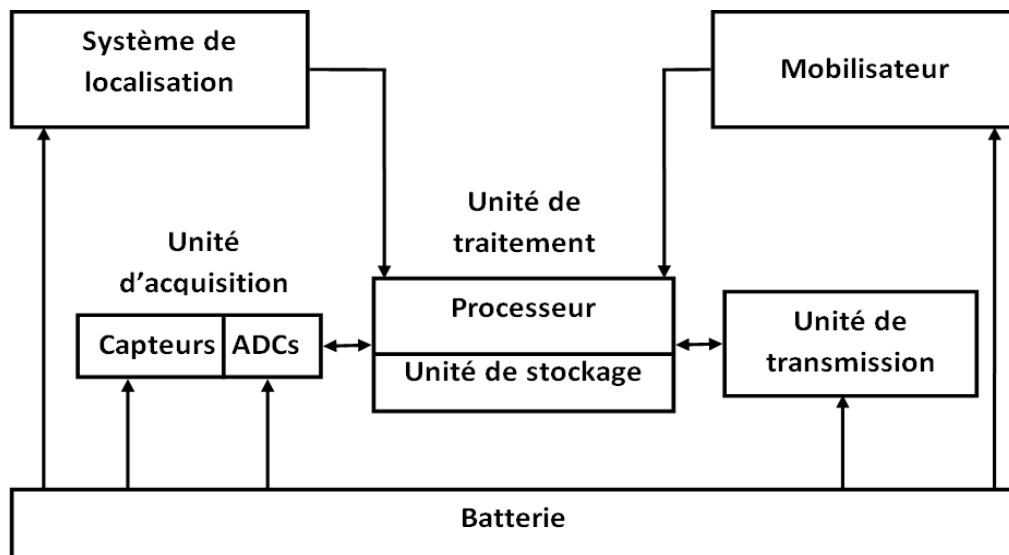 Système de
localisation
Mobilisateur
Unité de
traitement
Unité
d’acquisition
Capteurs
ADCs
Processeur
Unité de stockage
Unité de
transmission
Batterie